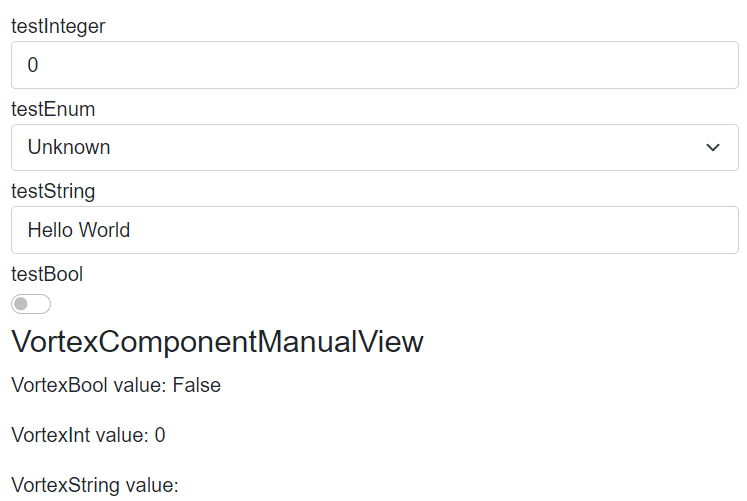 testInteger
0
testEnum
Unknown
testString
Hello World
testBool
VortexComponentManualView
VortexBool value: False
VortexInt value: 0
VortexString value: